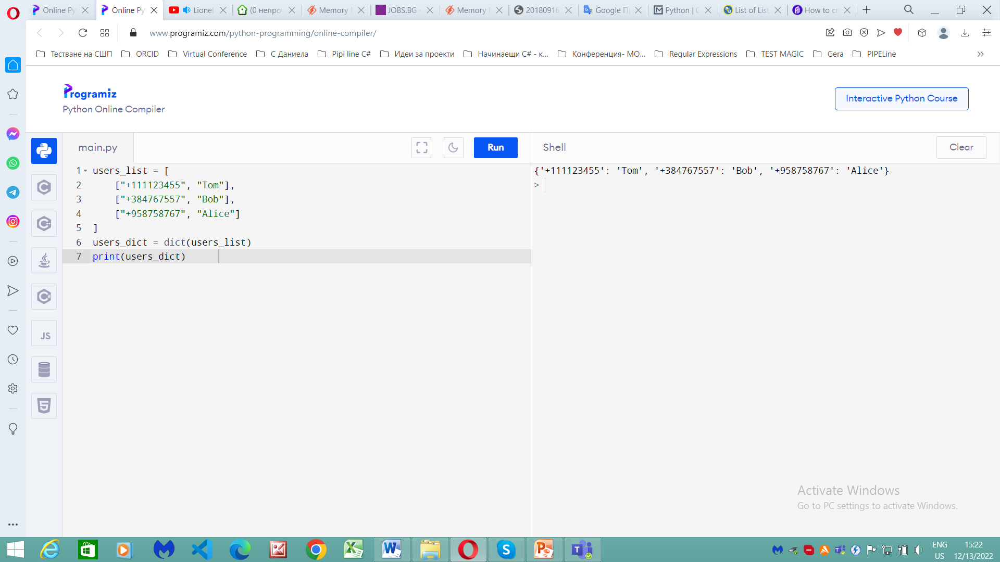 Online Py
Online Py
Lionel
(0 непро
Memory
JOBS.BG -
Memory
20180916
Google П
Python | C
List of List
How to cr
www.programiz.com/python-programming/online-compiler/
Тестване на СШП
ORCID
Virtual Conference
С Даниела
Pipi line C#
Идеи за проекти
Начинаещи C# - к...
Конференция- МО...
Regular Expressions
TEST MAGIC
Gera
PIPELine
Programiz
Python Online Compiler
Interactive Python Course
main.py
Run
Shell
Clear
1 users_list = [
2 ["+111123455", "Tom"],
3 ["+384767557", "Bob"],
4 ["+958758767", "Alice"]
5 ]
6 users_dict = dict(users_list)
7 print(users_dict)
{'+111123455': 'Tom', '+384767557': 'Bob', '+958758767': 'Alice'}
>
JS
Activate Windows
Go to PC settings to activate Windows.
ENG
US
15:22
12/13/2022